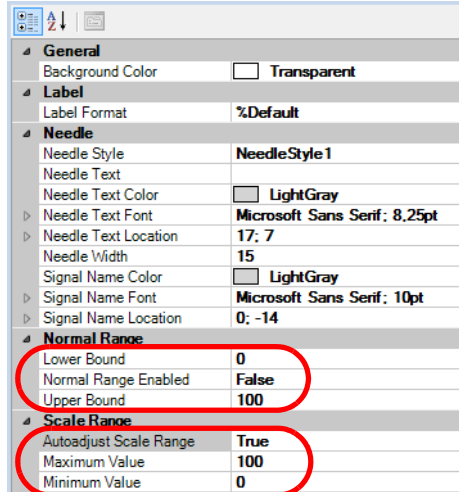 General
Background Color Transparent
Label
Label Format %Default
Needle
Needle Style NeedleStyle1
Needle Text
Needle Text Color LightGray
Needle Text Font Microsoft Sans Serif; 8,25pt
Needle Text Location 17; 7
Needle Width 15
Signal Name Color LightGray
Signal Name Font Microsoft Sans Serif; 10pt
Signal Name Location 0; -14
Normal Range
Lower Bound 0
Normal Range Enabled False
Upper Bound 100
Scale Range
Autoadjust Scale Range True
Maximum Value 100
Minimum Value 0